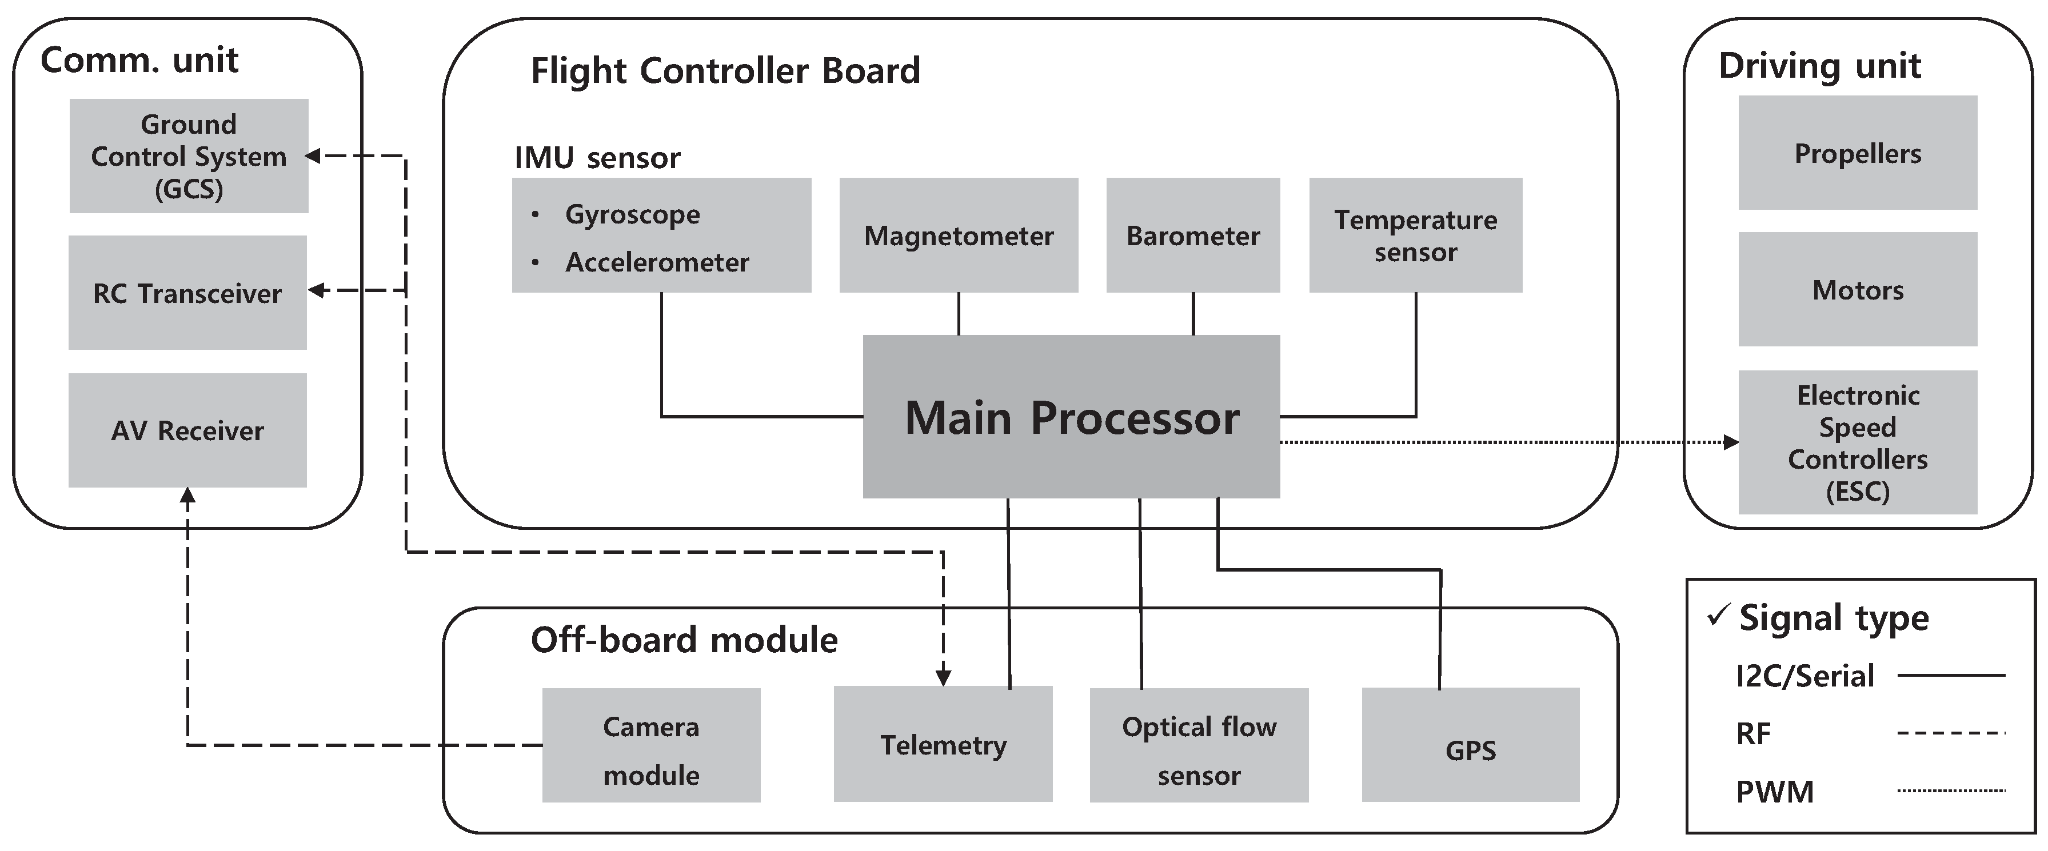 Comm. unit
Ground
Control System
(GCS)
RC Transceiver
AV Receiver
Flight Controller Board
IMU sensor
• Gyroscope
• Accelerometer
Magnetometer
Barometer
Temperature
sensor
Main Processor
Driving unit
Propellers
Motors
Electronic
Speed
Controllers
(ESC)
Off-board module
Camera
module
Telemetry
Optical flow
sensor
GPS
✓ Signal type
I2C/Serial
RF
PWM